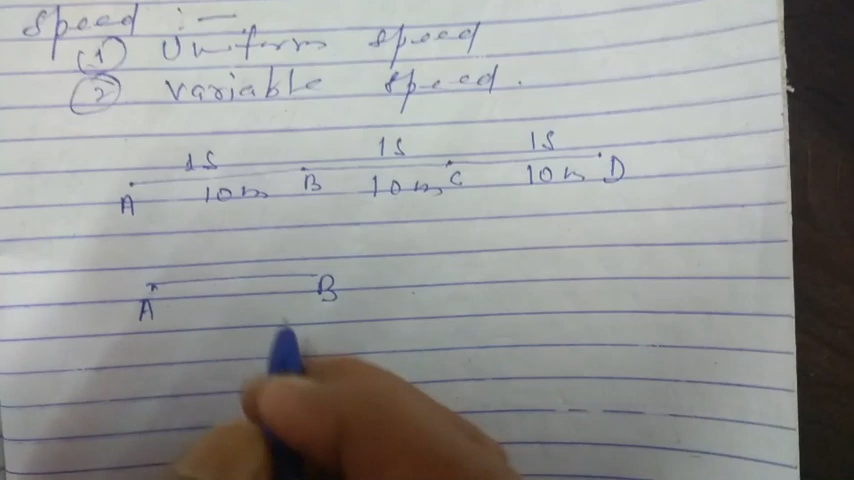 Speed :-
(1) Uniform speed
(2) variable speed.
1S 1S 1S
A 10m B 10m C 10m D
A B